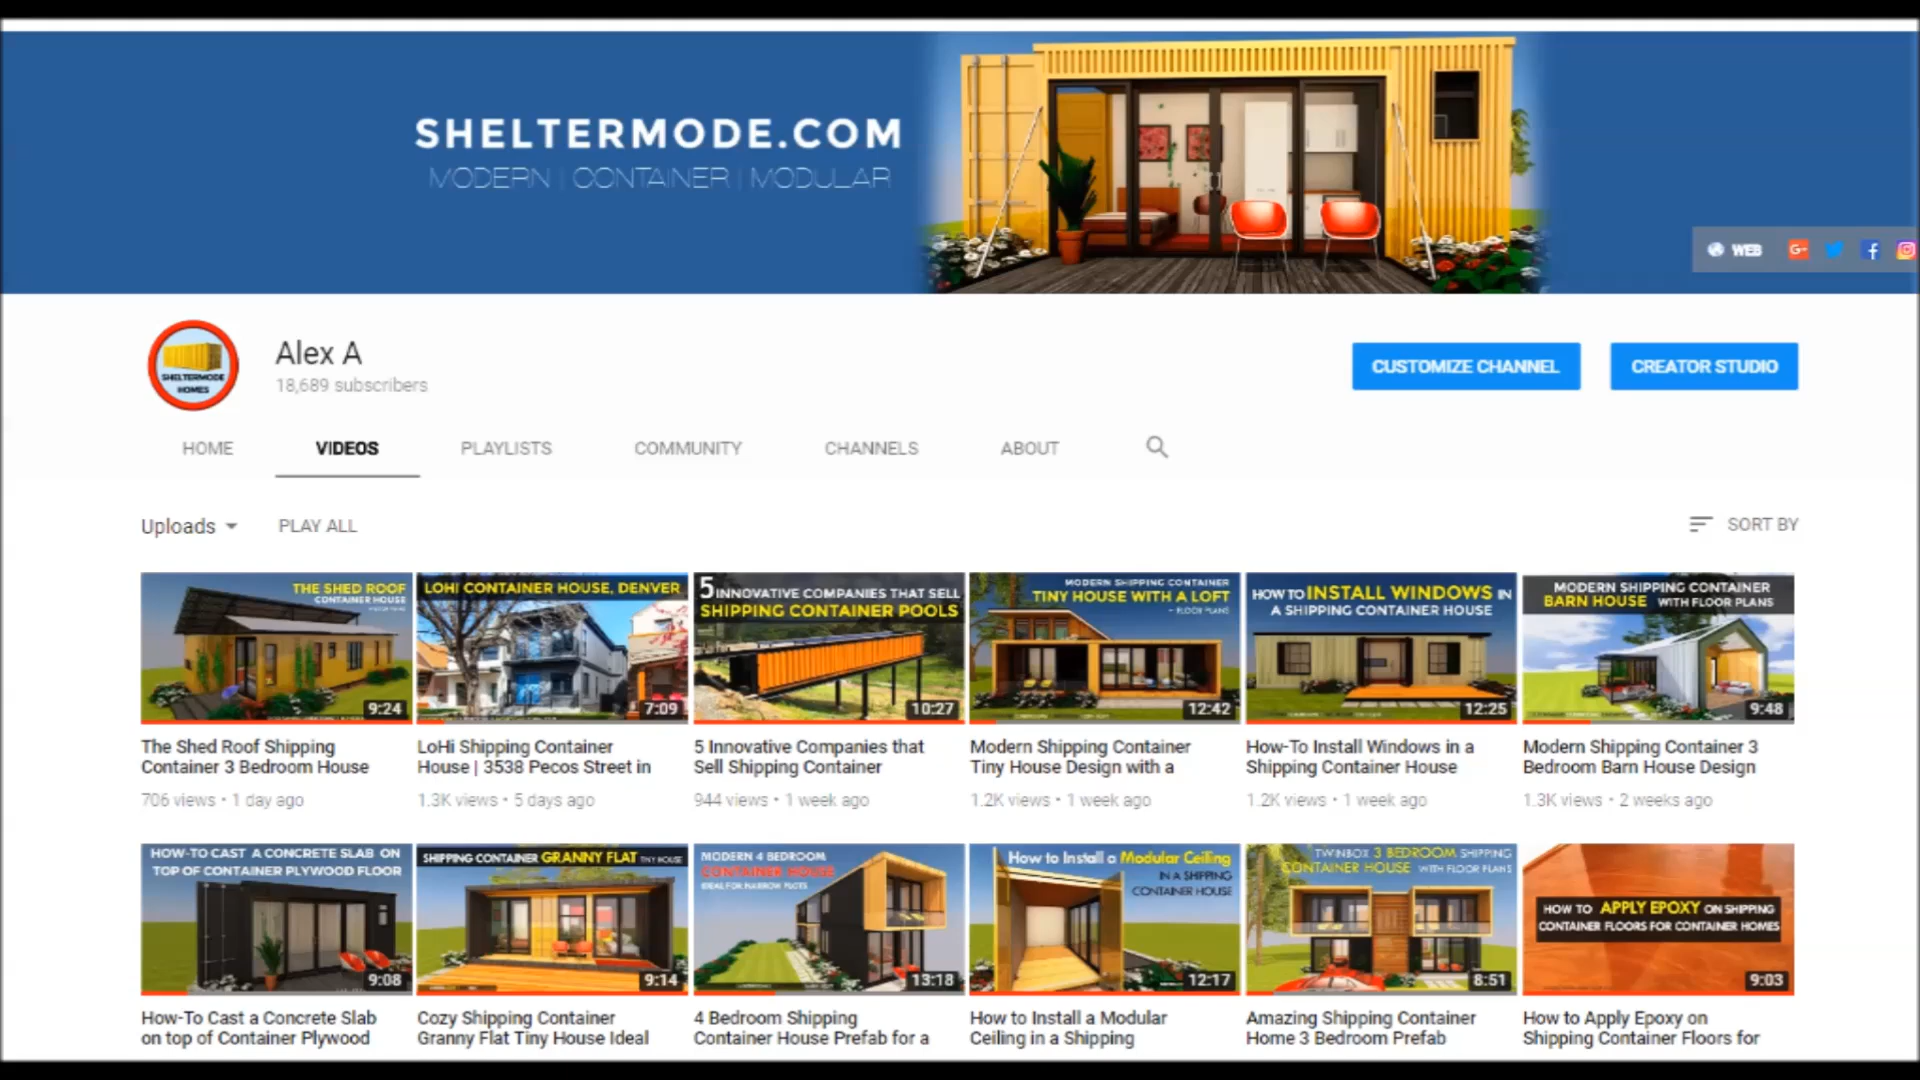 SHELTERMODE.COM
MODERN | CONTAINER | MODULAR
WEB
SHELTERMODE
HOMES
Alex A
18,689 subscribers
CUSTOMIZE CHANNEL
CREATOR STUDIO
HOME
VIDEOS
PLAYLISTS
COMMUNITY
CHANNELS
ABOUT
Uploads
PLAY ALL
SORT BY
THE SHED ROOF
CONTAINER HOUSE
9:24
LOHI CONTAINER HOUSE, DENVER
7:09
5 INNOVATIVE COMPANIES THAT SELL
SHIPPING CONTAINER POOLS
10:27
MODERN SHIPPING CONTAINER
TINY HOUSE WITH A LOFT
+ FLOOR PLANS
12:42
HOW TO INSTALL WINDOWS IN
A SHIPPING CONTAINER HOUSE
12:25
MODERN SHIPPING CONTAINER
BARN HOUSE WITH FLOOR PLANS
9:48
The Shed Roof Shipping
Container 3 Bedroom House
706 views • 1 day ago
LoHi Shipping Container
House | 3538 Pecos Street in
1.3K views • 5 days ago
5 Innovative Companies that
Sell Shipping Container
944 views • 1 week ago
Modern Shipping Container
Tiny House Design with a
1.2K views • 1 week ago
How-To Install Windows in a
Shipping Container House
1.2K views • 1 week ago
Modern Shipping Container 3
Bedroom Barn House Design
1.3K views • 2 weeks ago
HOW-TO CAST A CONCRETE SLAB ON
TOP OF CONTAINER PLYWOOD FLOOR
9:08
SHIPPING CONTAINER GRANNY FLAT TINY HOUSE
9:14
MODERN 4 BEDROOM
CONTAINER HOUSE
IDEAL FOR NARROW PLOTS
13:18
How to Install a Modular Ceiling
IN A SHIPPING
CONTAINER HOUSE
12:17
TWINBOX 3 BEDROOM SHIPPING
CONTAINER HOUSE WITH FLOOR PLANS
8:51
HOW TO APPLY EPOXY ON SHIPPING
CONTAINER FLOORS FOR CONTAINER HOMES
9:03
How-To Cast a Concrete Slab
on top of Container Plywood
Cozy Shipping Container
Granny Flat Tiny House Ideal
4 Bedroom Shipping
Container House Prefab for a
How to Install a Modular
Ceiling in a Shipping
Amazing Shipping Container
Home 3 Bedroom Prefab
How to Apply Epoxy on
Shipping Container Floors for